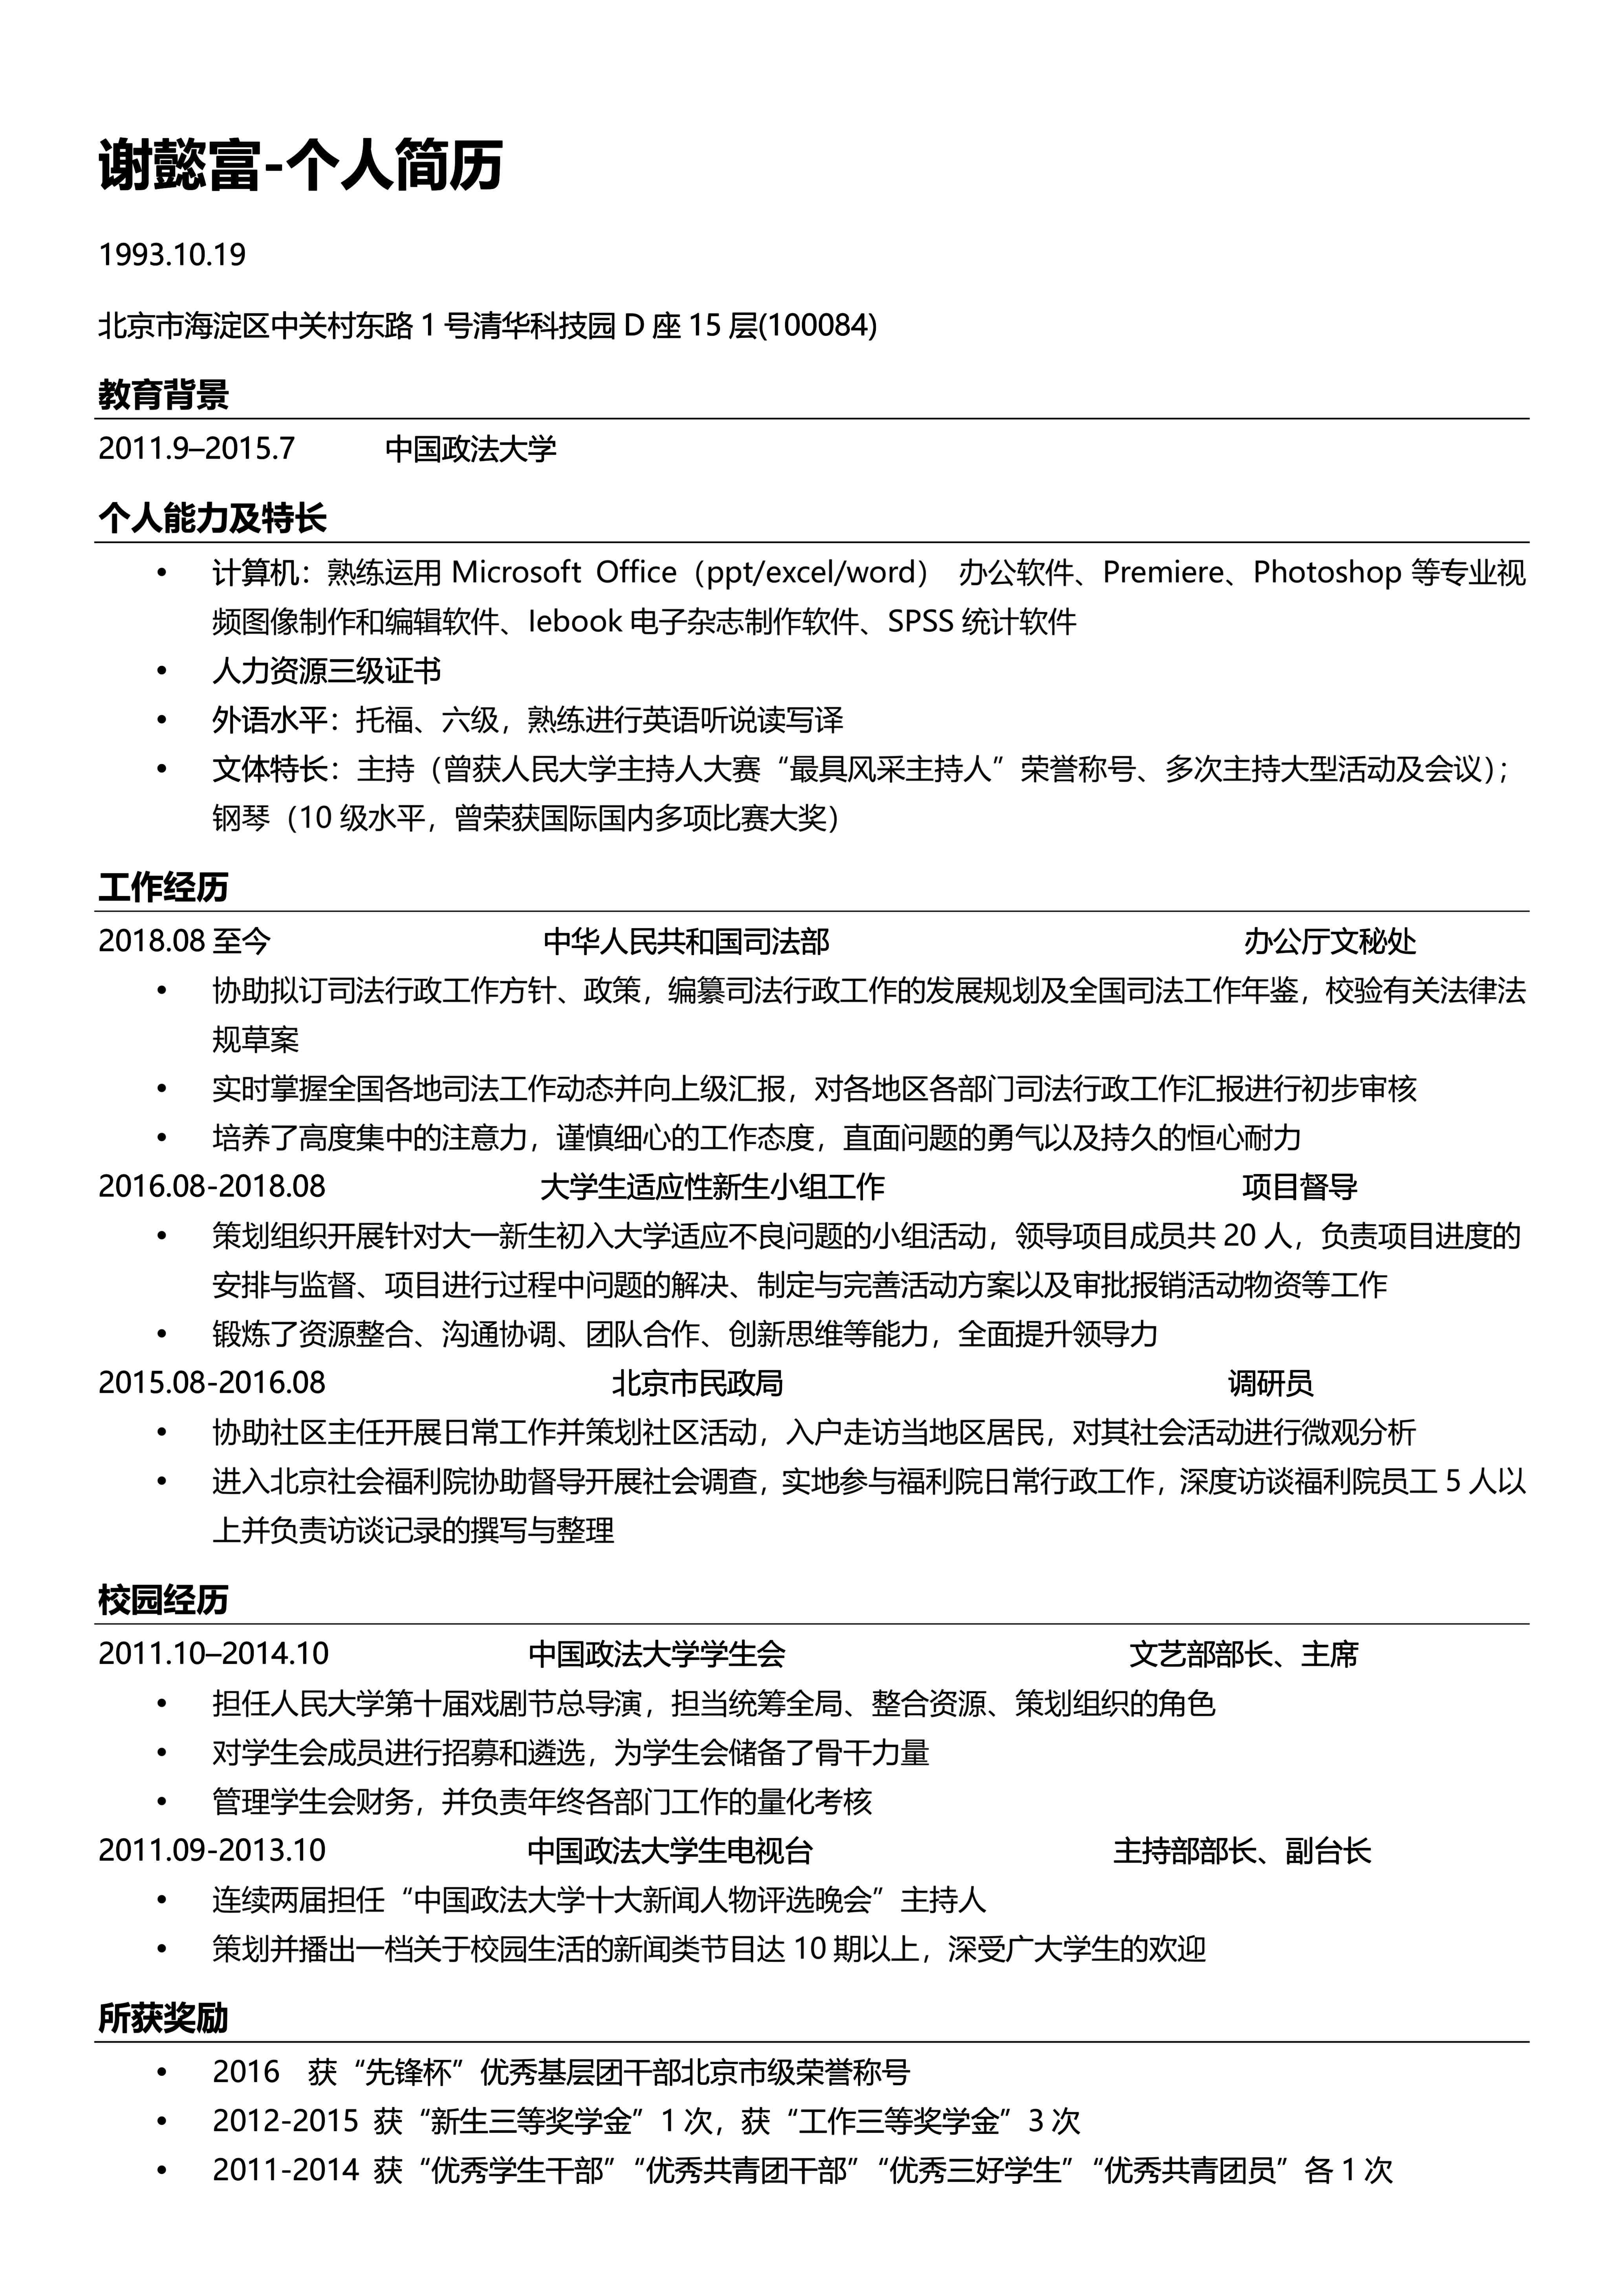 谢懿富-个人简历
1993.10.19
北京市海淀区中关村东路 1 号清华科技园 D 座 15 层(100084)
教育背景
2011.9–2015.7 中国政法大学
个人能力及特长
• 计算机：熟练运用 Microsoft Office（ppt/excel/word） 办公软件、Premiere、Photoshop 等专业视
频图像制作和编辑软件、Iebook 电子杂志制作软件、SPSS 统计软件
• 人力资源三级证书
• 外语水平：托福、六级，熟练进行英语听说读写译
• 文体特长：主持（曾获人民大学主持人大赛“最具风采主持人”荣誉称号、多次主持大型活动及会议）；
钢琴（10 级水平，曾荣获国际国内多项比赛大奖）
工作经历
2018.08 至今 中华人民共和国司法部 办公厅文秘处
• 协助拟订司法行政工作方针、政策，编纂司法行政工作的发展规划及全国司法工作年鉴，校验有关法律法
规草案
• 实时掌握全国各地司法工作动态并向上级汇报，对各地区各部门司法行政工作汇报进行初步审核
• 培养了高度集中的注意力，谨慎细心的工作态度，直面问题的勇气以及持久的恒心耐力
2016.08-2018.08 大学生适应性新生小组工作 项目督导
• 策划组织开展针对大一新生初入大学适应不良问题的小组活动，领导项目成员共 20 人，负责项目进度的
安排与监督、项目进行过程中问题的解决、制定与完善活动方案以及审批报销活动物资等工作
• 锻炼了资源整合、沟通协调、团队合作、创新思维等能力，全面提升领导力
2015.08-2016.08 北京市民政局 调研员
• 协助社区主任开展日常工作并策划社区活动，入户走访当地区居民，对其社会活动进行微观分析
• 进入北京社会福利院协助督导开展社会调查，实地参与福利院日常行政工作，深度访谈福利院员工 5 人以
上并负责访谈记录的撰写与整理
校园经历
2011.10–2014.10 中国政法大学学生会 文艺部部长、主席
• 担任人民大学第十届戏剧节总导演，担当统筹全局、整合资源、策划组织的角色
• 对学生会成员进行招募和遴选，为学生会储备了骨干力量
• 管理学生会财务，并负责年终各部门工作的量化考核
2011.09-2013.10 中国政法大学生电视台 主持部部长、副台长
• 连续两届担任“中国政法大学十大新闻人物评选晚会”主持人
• 策划并播出一档关于校园生活的新闻类节目达 10 期以上，深受广大学生的欢迎
所获奖励
• 2016 获“先锋杯”优秀基层团干部北京市级荣誉称号
• 2012-2015 获“新生三等奖学金”1 次，获“工作三等奖学金”3 次
• 2011-2014 获“优秀学生干部”“优秀共青团干部”“优秀三好学生”“优秀共青团员”各 1 次